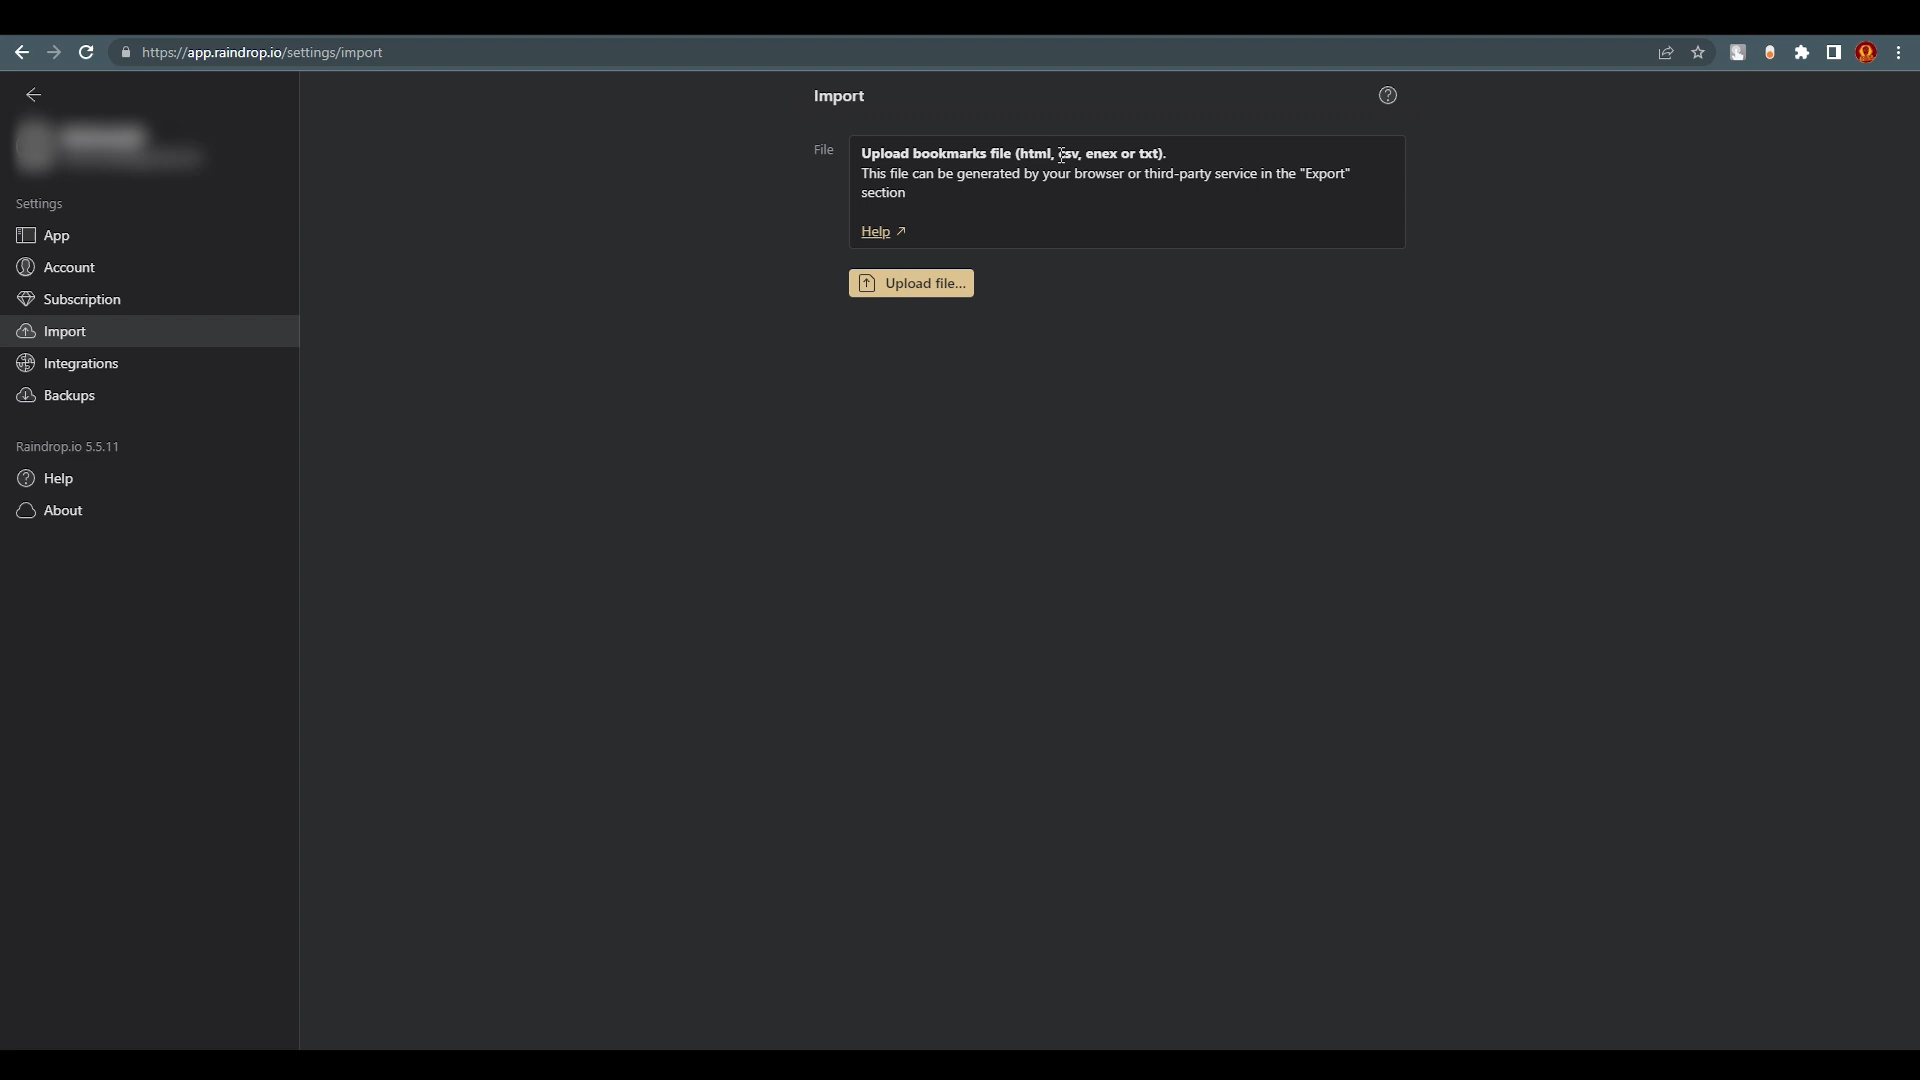 https://app.raindrop.io/settings/import
Import
File
Upload bookmarks file (html, csv, enex or txt).
This file can be generated by your browser or third-party service in the "Export"
section
Help
Upload file...
Settings
App
Account
Subscription
Import
Integrations
Backups
Raindrop.io 5.5.11
Help
About